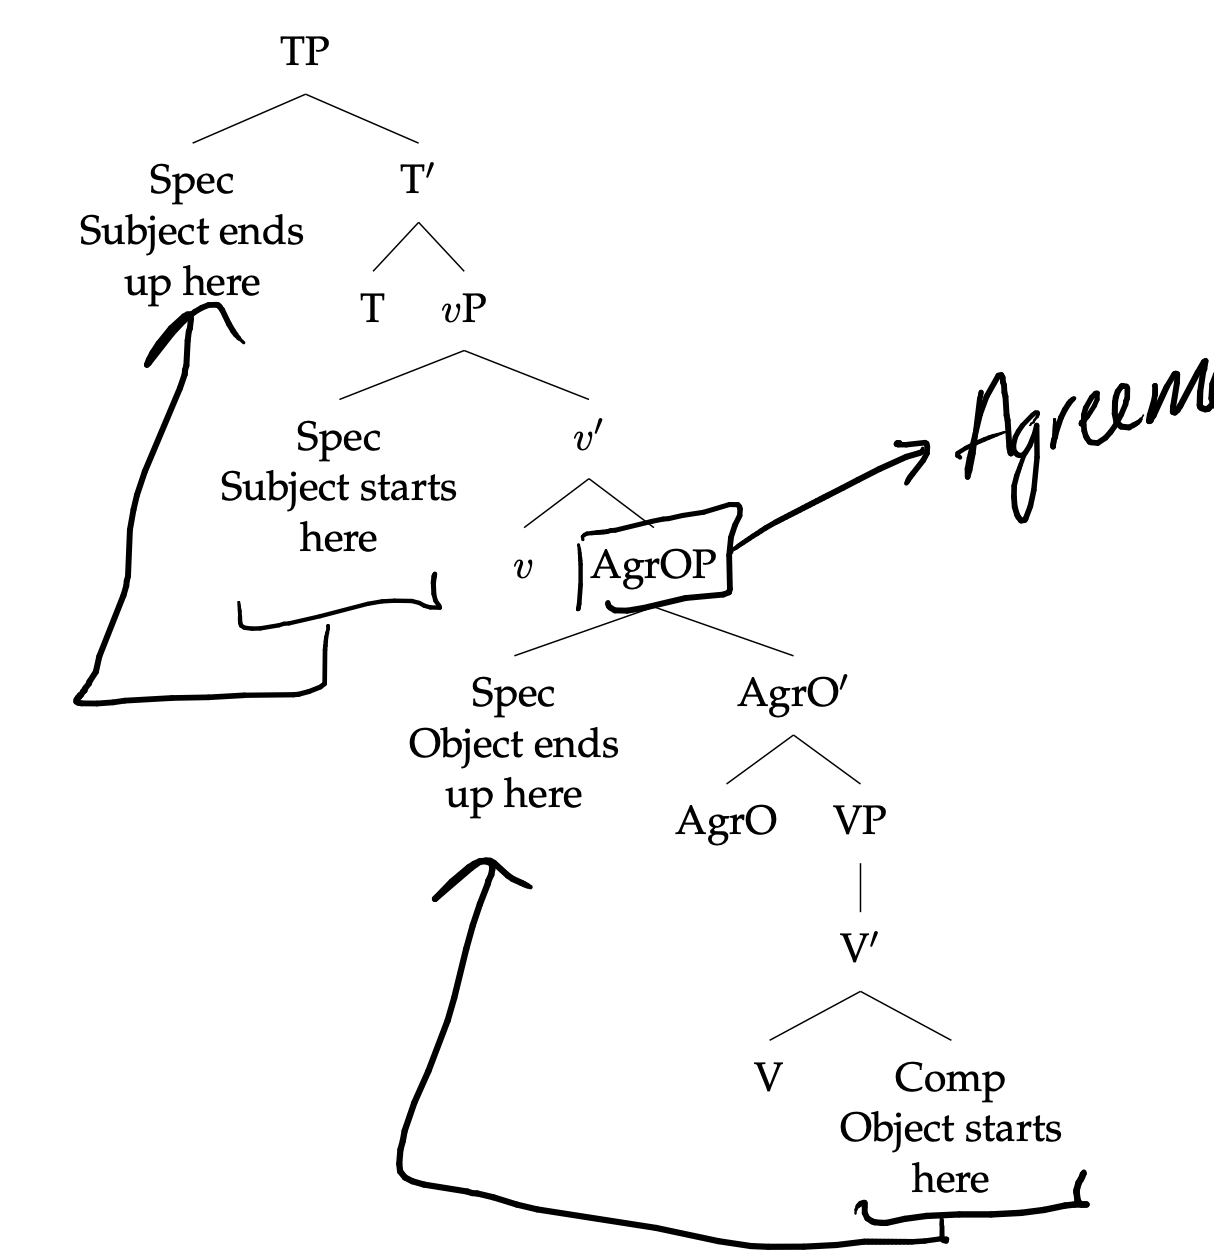 TP
Spec
Subject ends
up here
T′
T
vP
Spec
Subject starts
here
v′
v
AgrOP
Agreem
Spec
Object ends
up here
AgrO′
AgrO
VP
V′
V
Comp
Object starts
here